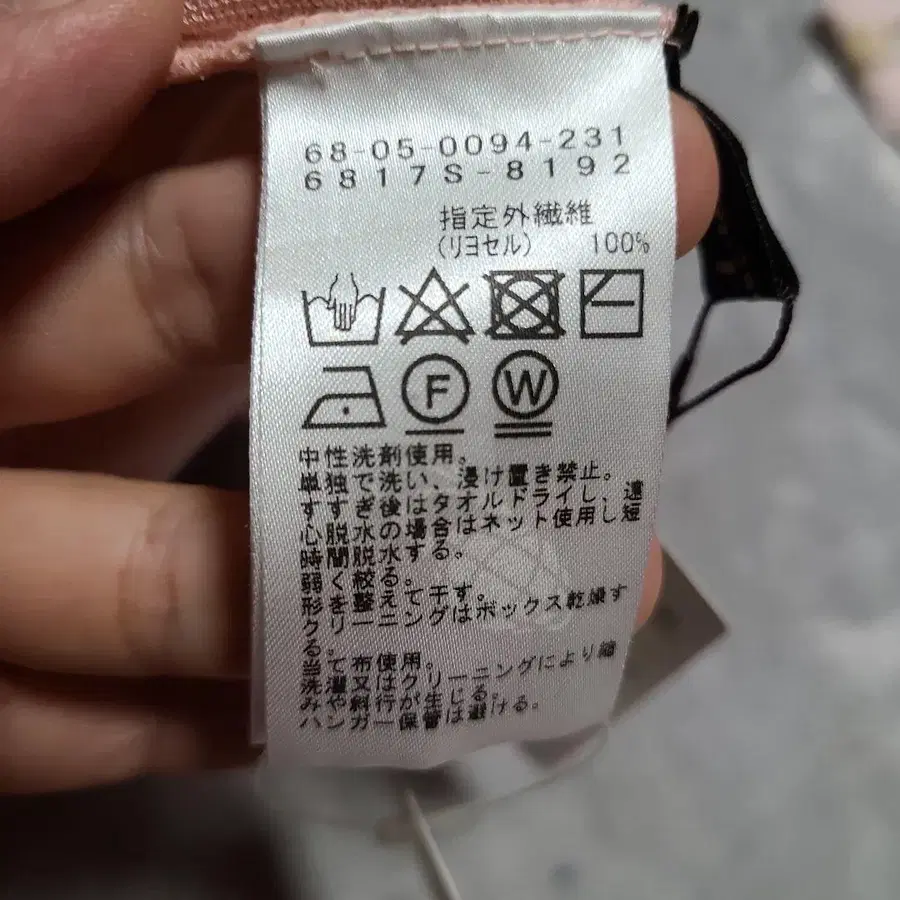 68-05-0094-231
6817S-8192
指定外繊維
(リヨセル) 100%
F W
中性洗剤使用。
単独で洗い、浸け置き禁止。
すすぎ後はタオルドライし、遠
心脱水の場合はネット使用し短
時間脱水する。
弱く絞る。
形を整えて干す。
クリーニングはボックス乾燥す
る。
当て布使用。
洗濯又はクリーニングにより縮
みや斜行が生じる。
ハンガー保管は避ける。